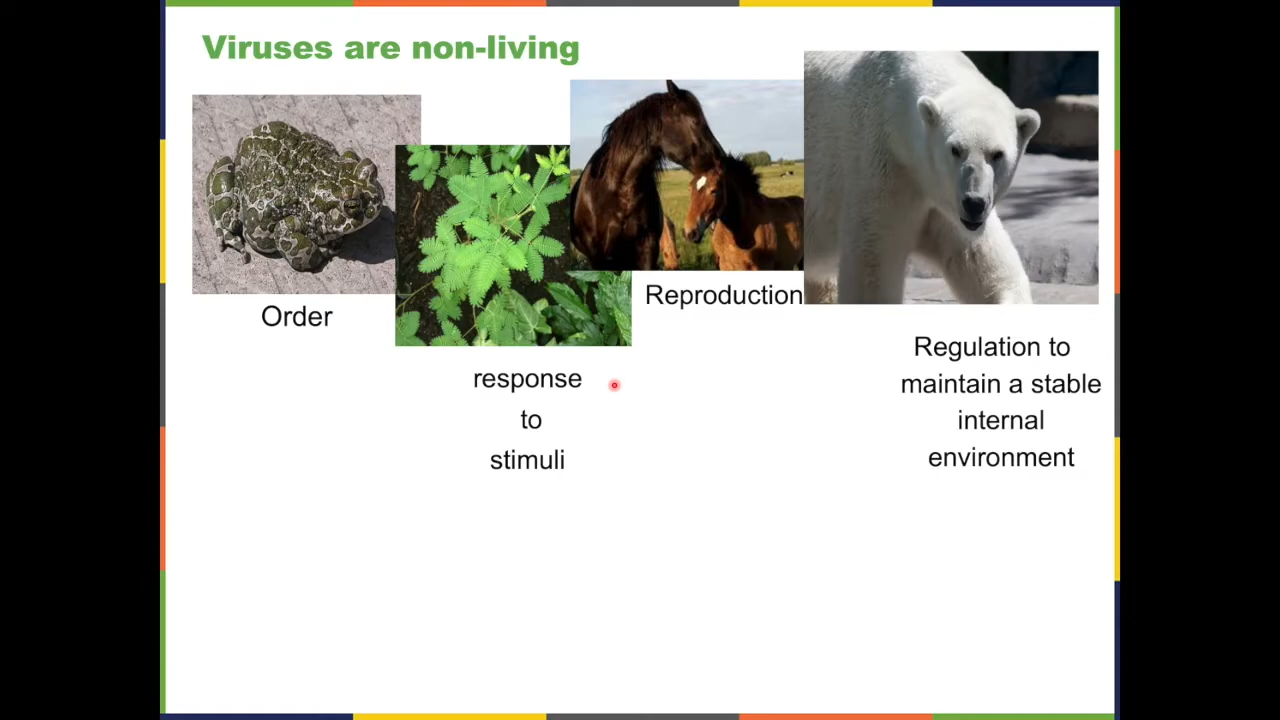 Viruses are non-living
Order
response
to
stimuli
Reproduction
Regulation to
maintain a stable
internal
environment